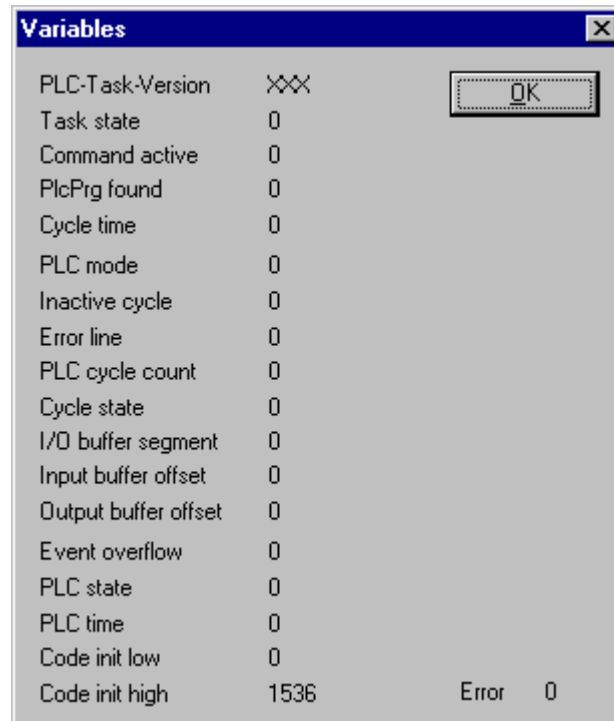 Variables
PLC-Task-Version XXX OK
Task state 0
Command active 0
PlcPrg found 0
Cycle time 0
PLC mode 0
Inactive cycle 0
Error line 0
PLC cycle count 0
Cycle state 0
I/O buffer segment 0
Input buffer offset 0
Output buffer offset 0
Event overflow 0
PLC state 0
PLC time 0
Code init low 0
Code init high 1536 Error 0